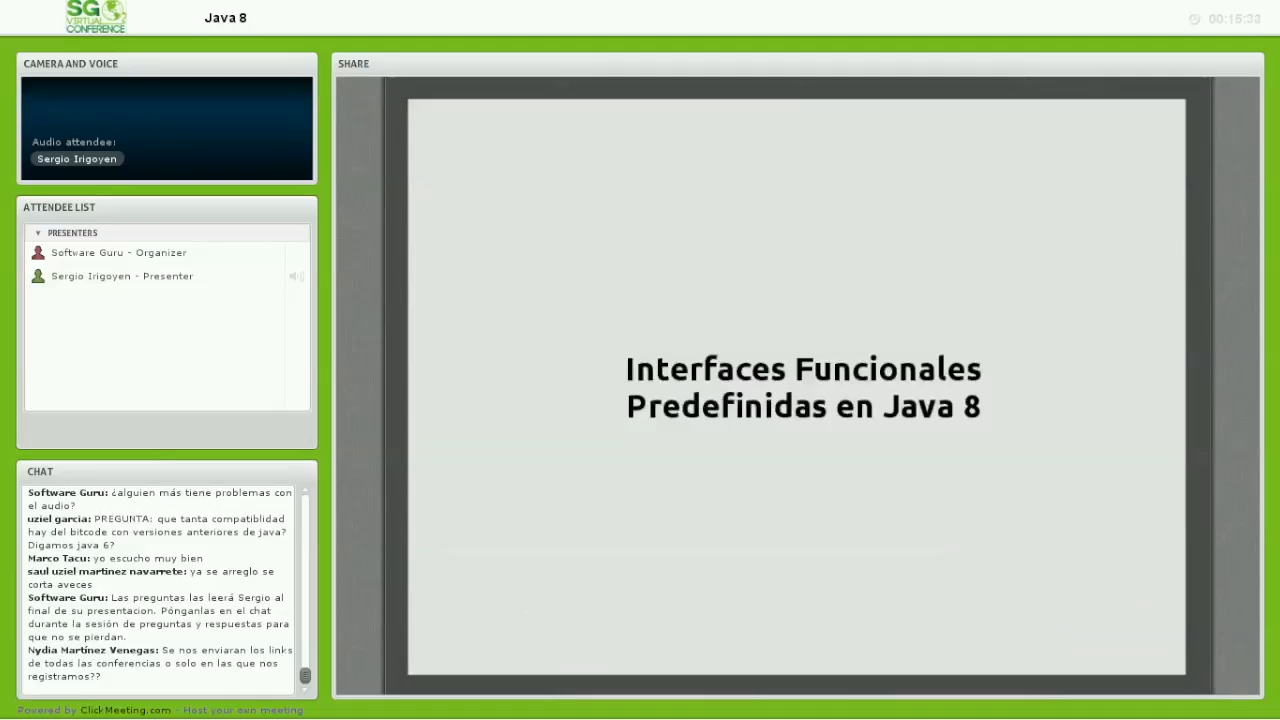 SG
VIRTUAL
CONFERENCE
Java 8
00:15:33
CAMERA AND VOICE
Audio attendee:
Sergio Irigoyen
ATTENDEE LIST
PRESENTERS
Software Guru - Organizer
Sergio Irigoyen - Presenter
CHAT
Software Guru: ¿alguien más tiene problemas con
el audio?
uziel garcia: PREGUNTA: que tanta compatiblidad
hay del bitcode con versiones anteriores de java?
Digamos java 6?
Marco Tacu: yo escucho muy bien
saul uziel martinez navarrete: ya se arreglo se
corta aveces
Software Guru: Las preguntas las leerá Sergio al
final de su presentacion. Pónganlas en el chat
durante la sesión de preguntas y respuestas para
que no se pierdan.
Nydia Martínez Venegas: Se nos enviaran los links
de todas las conferencias o solo en las que nos
registramos??
Powered by ClickMeeting.com - Host your own meeting
SHARE
Interfaces Funcionales
Predefinidas en Java 8